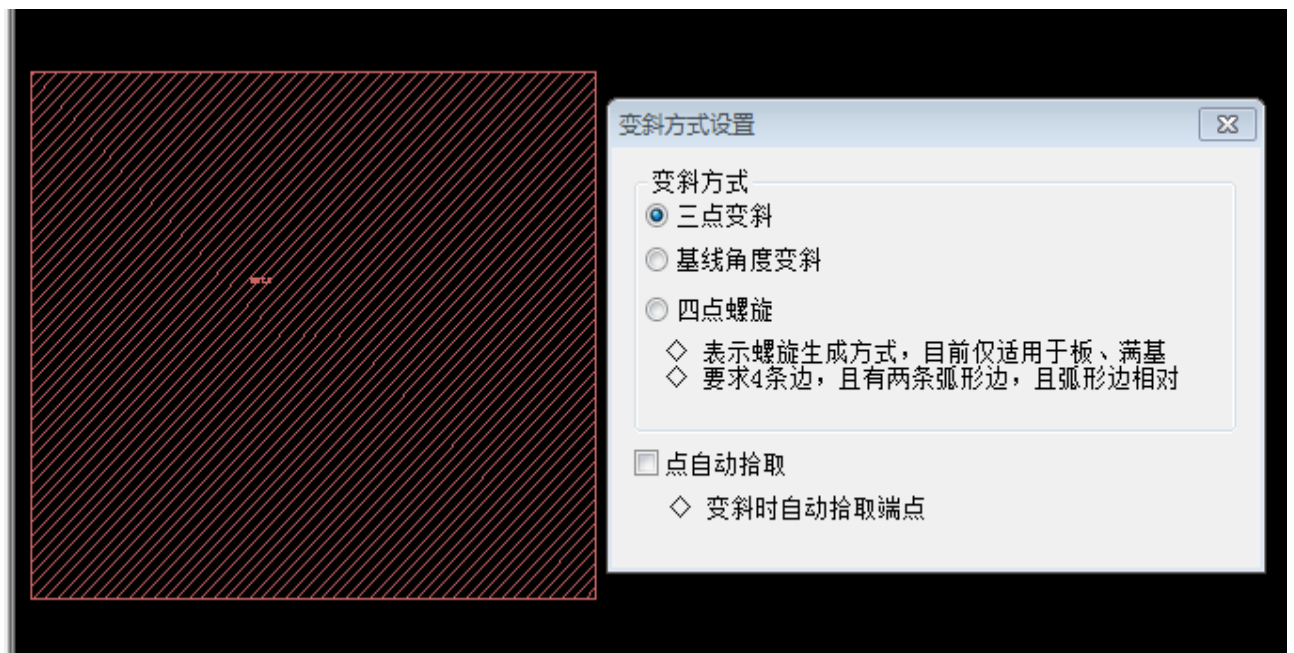 变斜方式设置
变斜方式
三点变斜
基线角度变斜
四点螺旋
◇ 表示螺旋生成方式，目前仅适用于板、满基
◇ 要求4条边，且有两条弧形边，且弧形边相对
点自动拾取
◇ 变斜时自动拾取端点